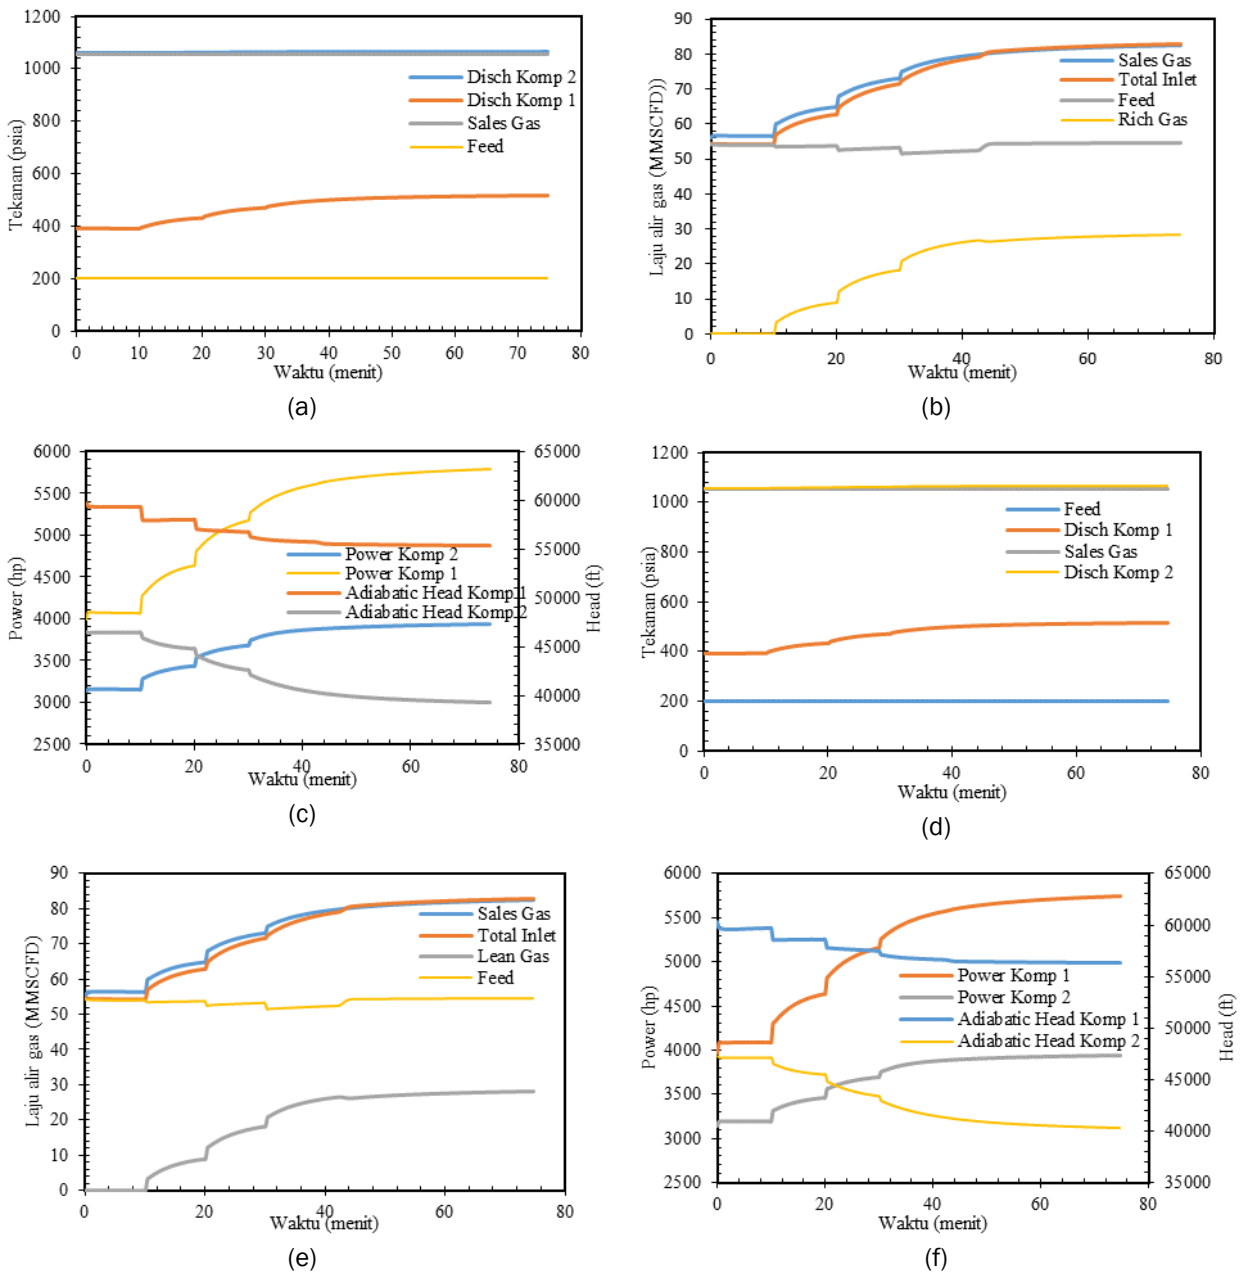 1200
1000
800
600
400
200
0
Tekanan (psia)
Disch Komp 2
Disch Komp 1
Sales Gas
Feed
0 10 20 30 40 50 60 70 80
Waktu (menit)
(a)
90
80
70
60
50
40
30
20
10
0
Laju alir gas (MMSCFD))
Sales Gas
Total Inlet
Feed
Rich Gas
0 20 40 60 80
Waktu (menit)
(b)
6000
5500
5000
4500
4000
3500
3000
2500
Power (hp)
Power Komp 2
Power Komp 1
Adiabatic Head Komp 1
Adiabatic Head Komp 2
65000
60000
55000
50000
45000
40000
35000
Head (ft)
0 20 40 60 80
Waktu (menit)
(c)
1200
1000
800
600
400
200
0
Tekanan (psia)
Feed
Disch Komp 1
Sales Gas
Disch Komp 2
0 20 40 60 80
Waktu (menit)
(d)
90
80
70
60
50
40
30
20
10
0
Laju alir gas (MMSCFD)
Sales Gas
Total Inlet
Lean Gas
Feed
0 20 40 60 80
Waktu (menit)
(e)
6000
5500
5000
4500
4000
3500
3000
2500
Power (hp)
Power Komp 1
Power Komp 2
Adiabatic Head Komp 1
Adiabatic Head Komp 2
65000
60000
55000
50000
45000
40000
35000
Head (ft)
0 20 40 60 80
Waktu (menit)
(f)